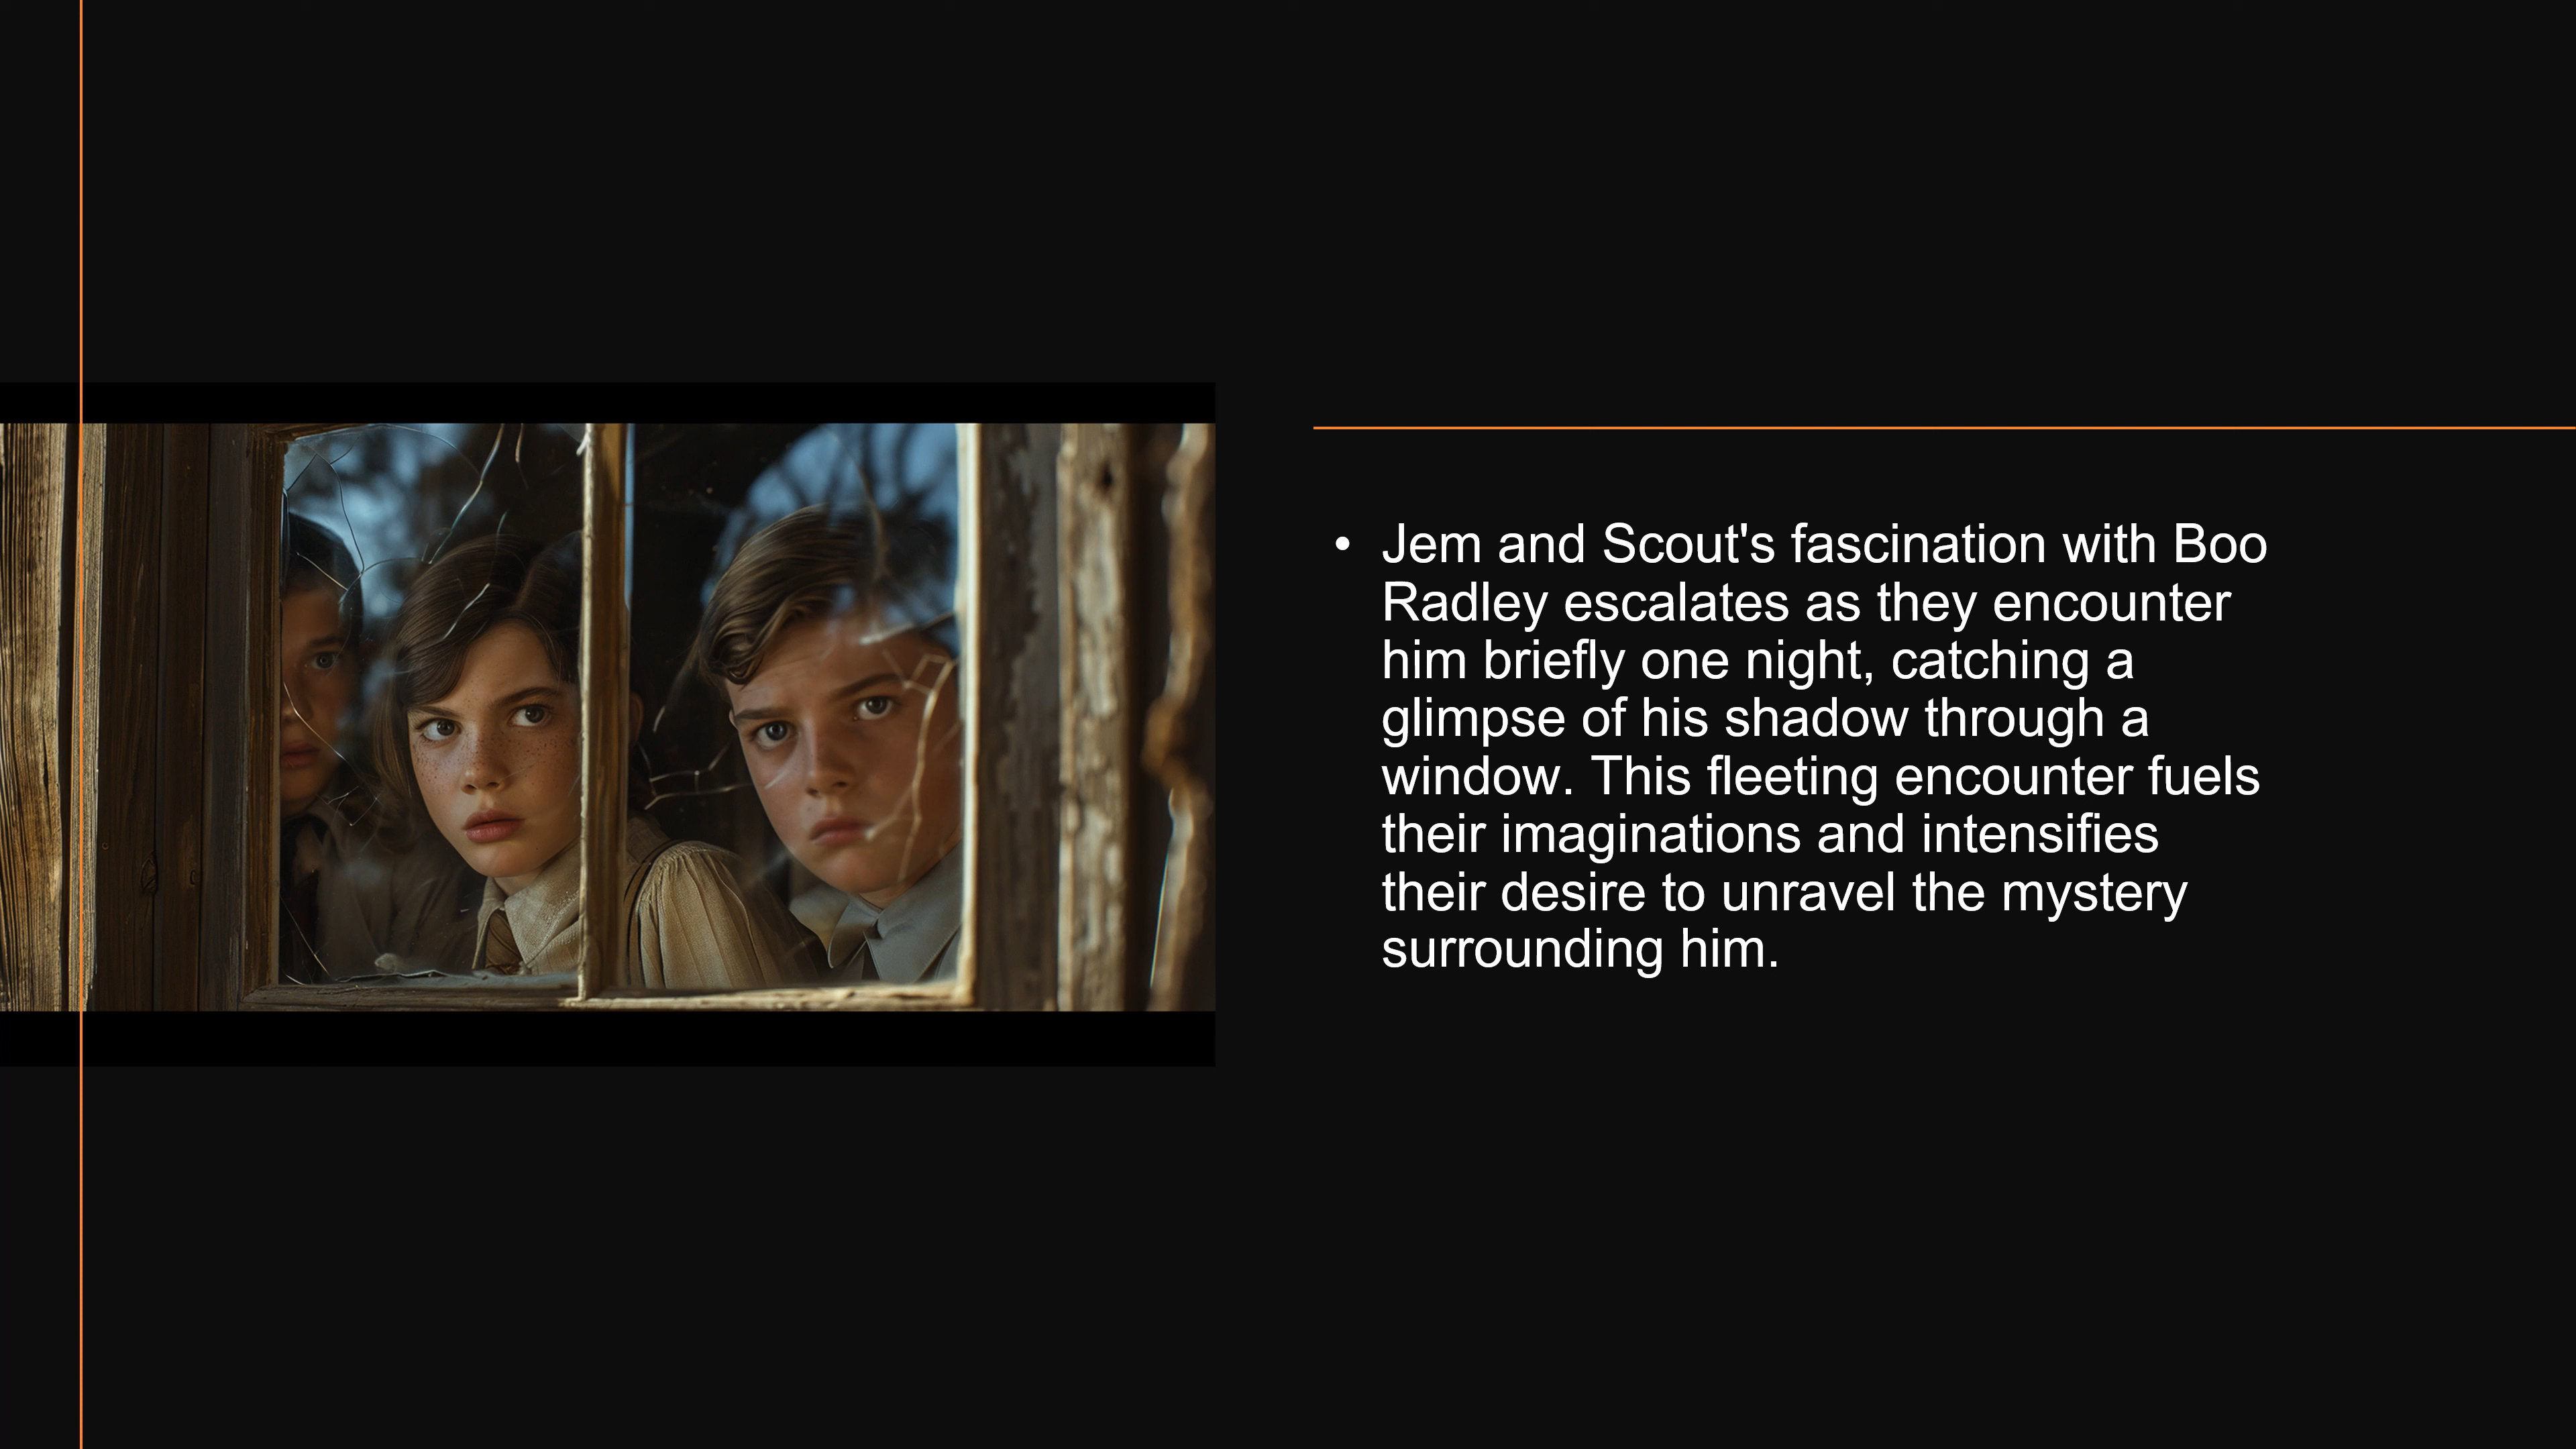 • Jem and Scout's fascination with Boo
Radley escalates as they encounter
him briefly one night, catching a
glimpse of his shadow through a
window. This fleeting encounter fuels
their imaginations and intensifies
their desire to unravel the mystery
surrounding him.